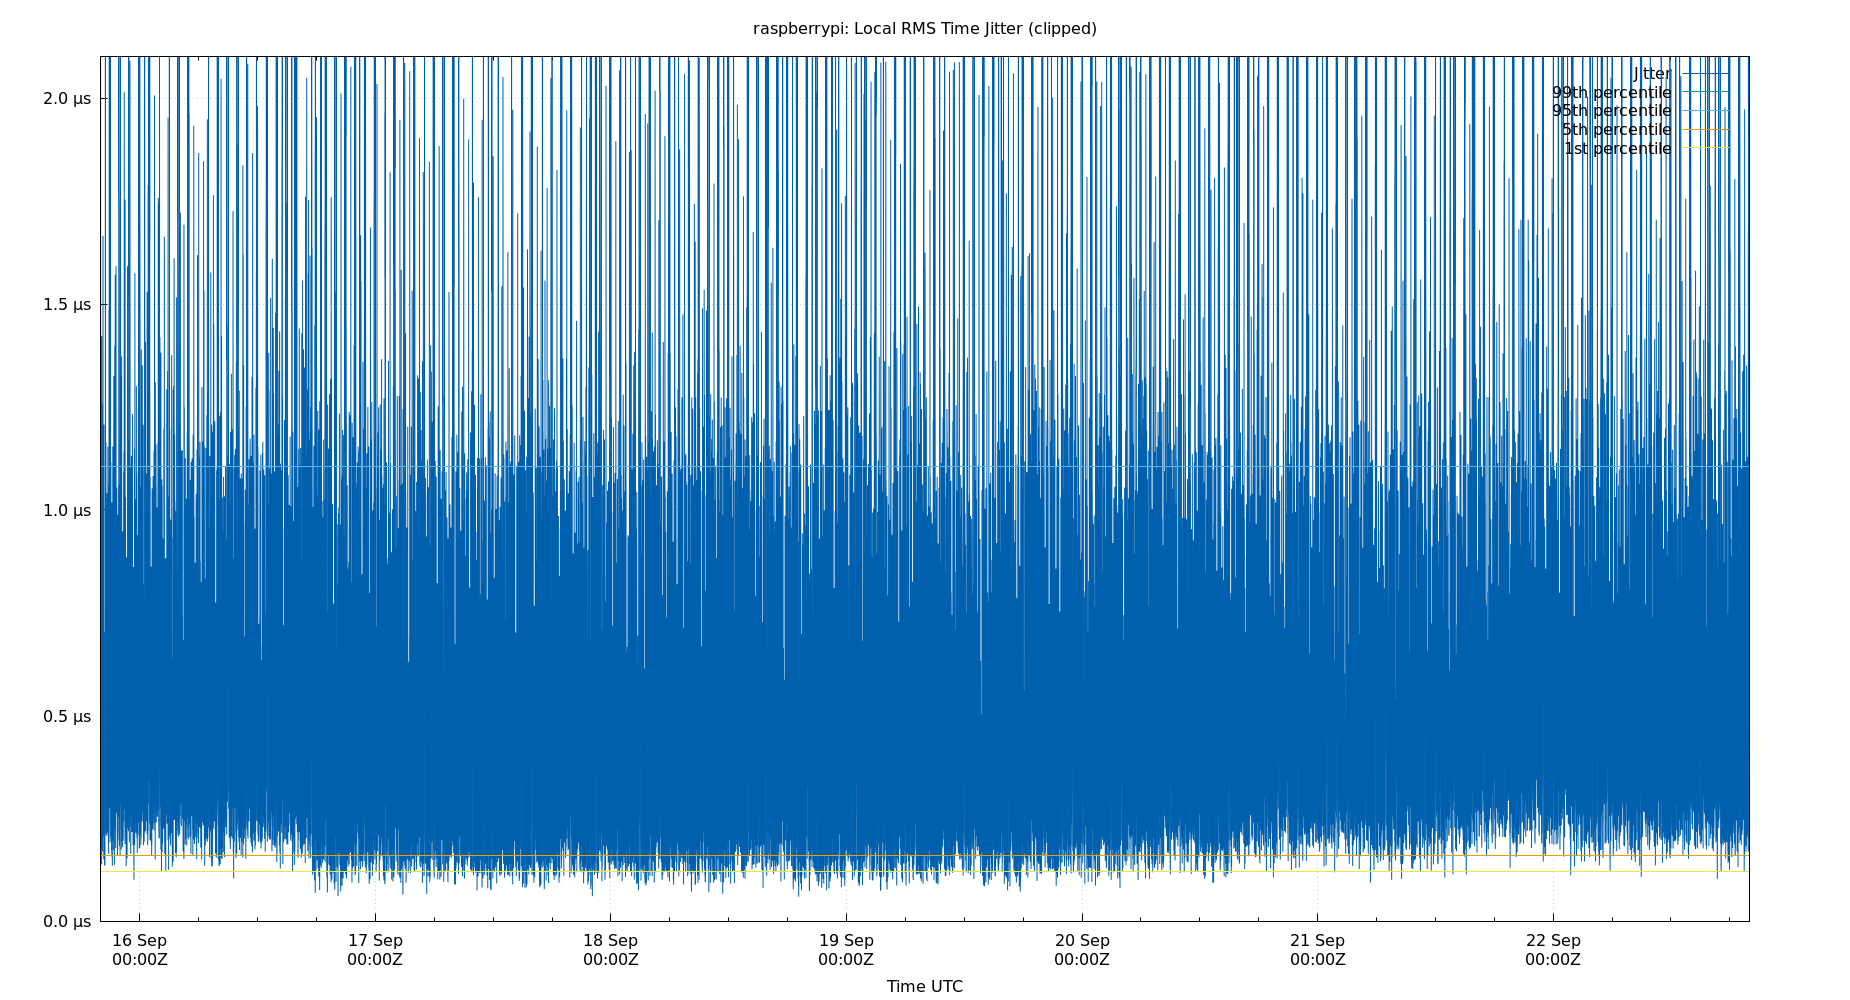 raspberrypi: Local RMS Time Jitter (clipped)
Jitter
99th percentile
95th percentile
5th percentile
1st percentile
2.0 µs
1.5 µs
1.0 µs
0.5 µs
0.0 µs
16 Sep 17 Sep 18 Sep 19 Sep 20 Sep 21 Sep 22 Sep
00:00Z 00:00Z 00:00Z 00:00Z 00:00Z 00:00Z 00:00Z
Time UTC